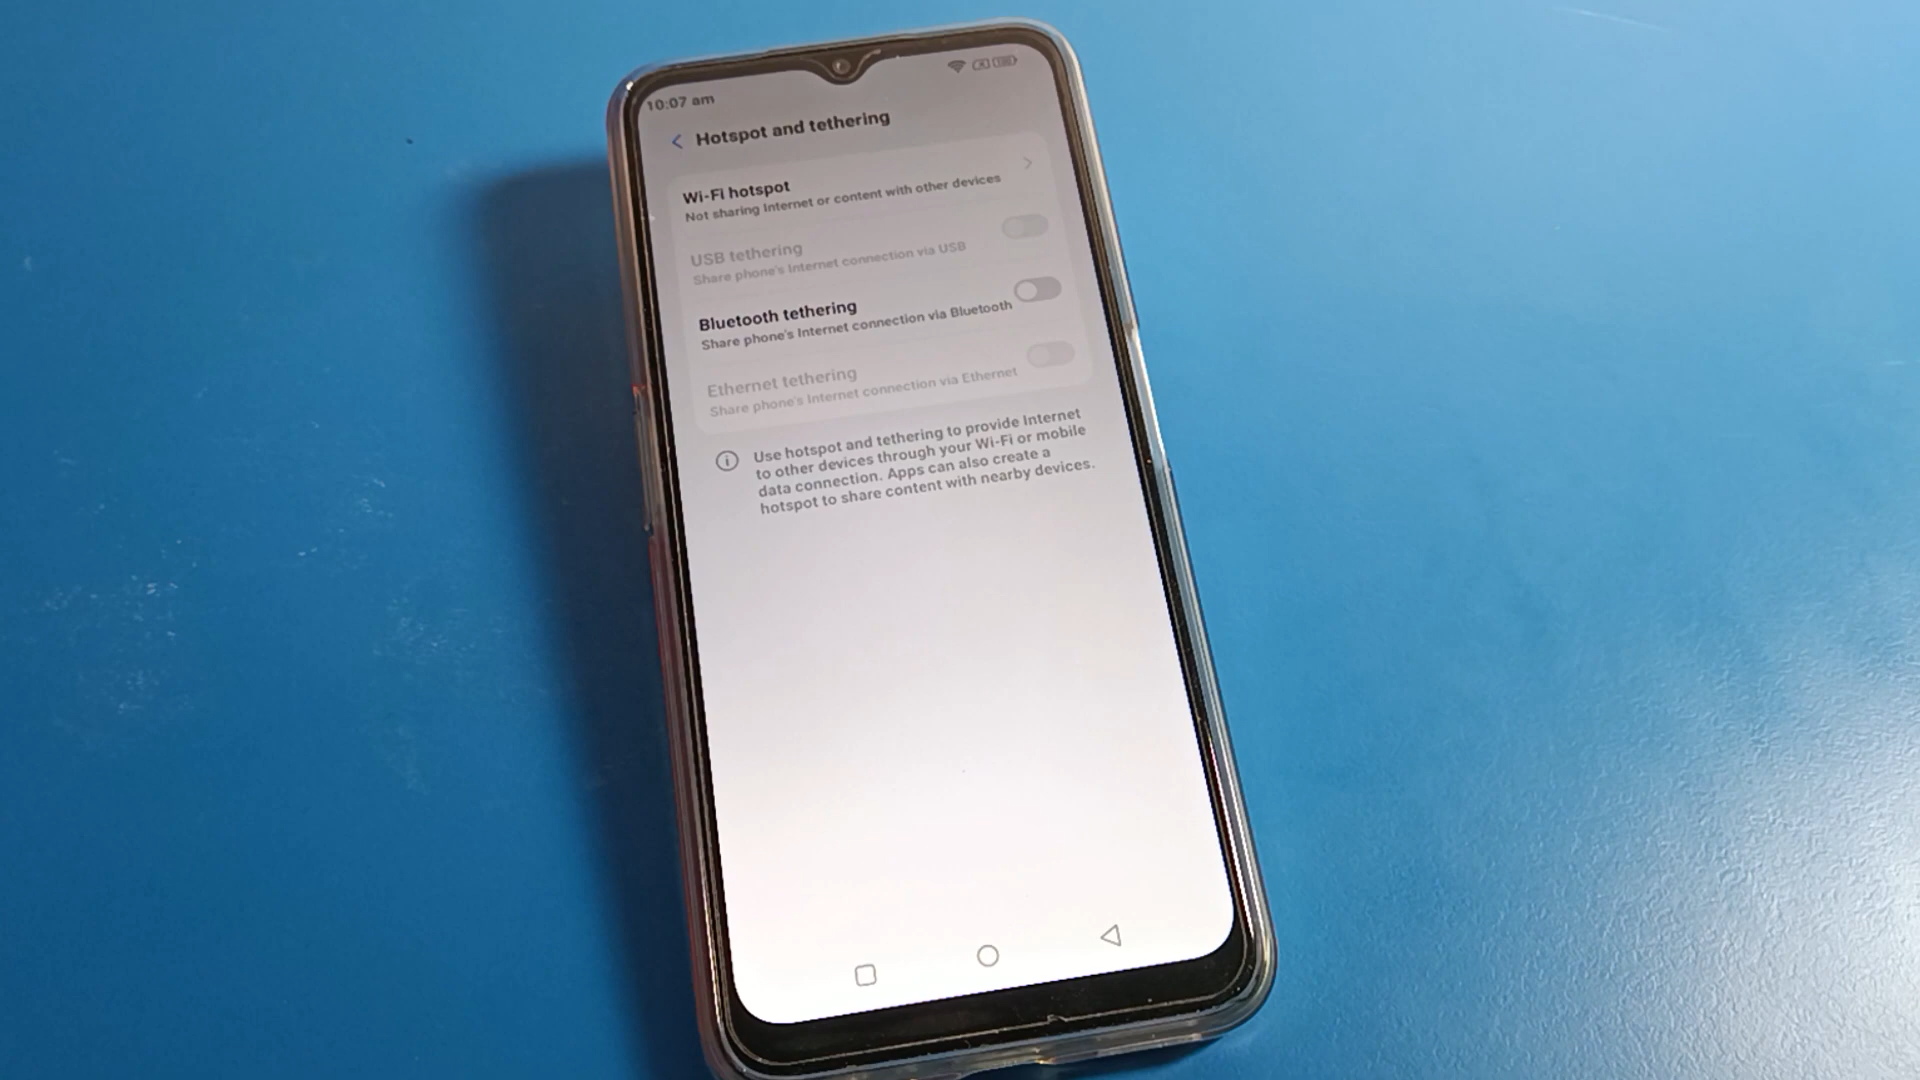 10:07 am
Hotspot and tethering
Wi-Fi hotspot
Not sharing Internet or content with other devices
USB tethering
Share phone's Internet connection via USB
Bluetooth tethering
Share phone's Internet connection via Bluetooth
Ethernet tethering
Share phone's Internet connection via Ethernet
Use hotspot and tethering to provide Internet
to other devices through your Wi-Fi or mobile
data connection. Apps can also create a
hotspot to share content with nearby devices.